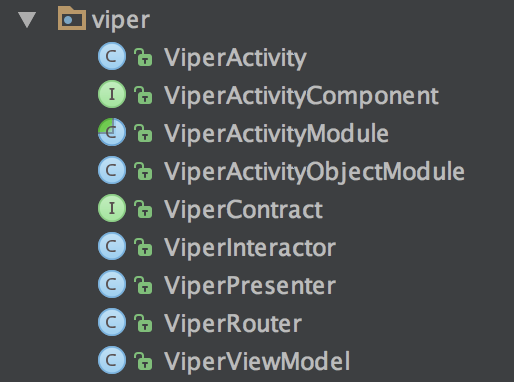 viper
ViperActivity
ViperActivityComponent
ViperActivityModule
ViperActivityObjectModule
ViperContract
ViperInteractor
ViperPresenter
ViperRouter
ViperViewModel